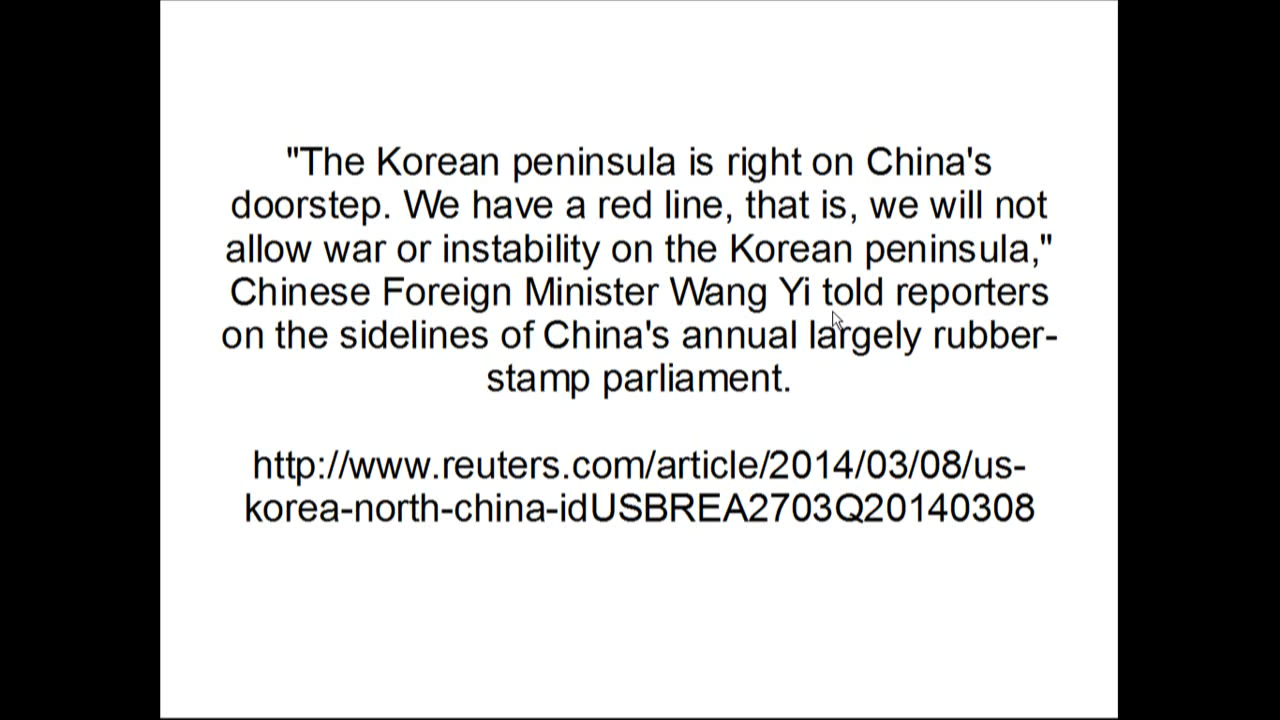 "The Korean peninsula is right on China's
doorstep. We have a red line, that is, we will not
allow war or instability on the Korean peninsula,"
Chinese Foreign Minister Wang Yi told reporters
on the sidelines of China's annual largely rubber-
stamp parliament.
http://www.reuters.com/article/2014/03/08/us-
korea-north-china-idUSBREA2703Q20140308